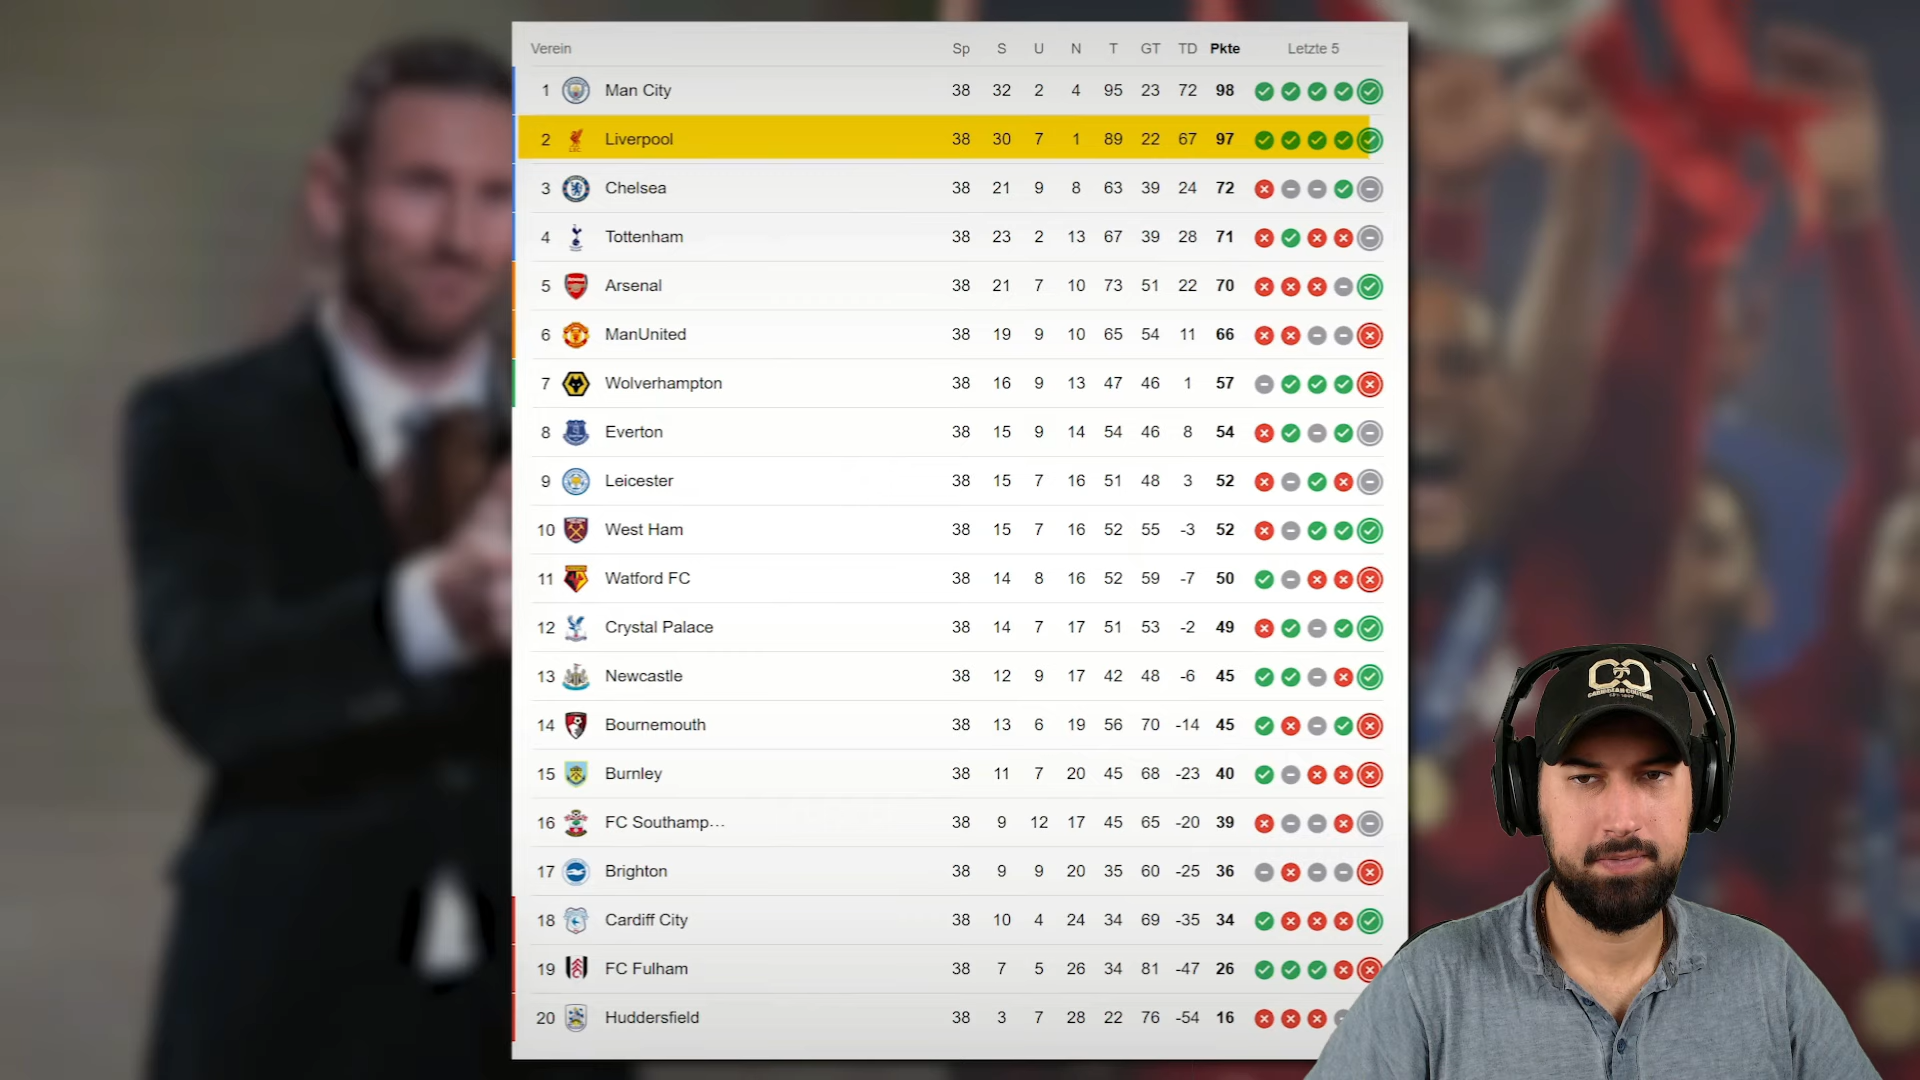 Verein Sp S U N T GT TD Pkte Letzte 5
1 Man City 38 32 2 4 95 23 72 98
2 Liverpool 38 30 7 1 89 22 67 97
3 Chelsea 38 21 9 8 63 39 24 72
4 Tottenham 38 23 2 13 67 39 28 71
5 Arsenal 38 21 7 10 73 51 22 70
6 ManUnited 38 19 9 10 65 54 11 66
7 Wolverhampton 38 16 9 13 47 46 1 57
8 Everton 38 15 9 14 54 46 8 54
9 Leicester 38 15 7 16 51 48 3 52
10 West Ham 38 15 7 16 52 55 -3 52
11 Watford FC 38 14 8 16 52 59 -7 50
12 Crystal Palace 38 14 7 17 51 53 -2 49
13 Newcastle 38 12 9 17 42 48 -6 45
14 Bournemouth 38 13 6 19 56 70 -14 45
15 Burnley 38 11 7 20 45 68 -23 40
16 FC Southamp... 38 9 12 17 45 65 -20 39
17 Brighton 38 9 9 20 35 60 -25 36
18 Cardiff City 38 10 4 24 34 69 -35 34
19 FC Fulham 38 7 5 26 34 81 -47 26
20 Huddersfield 38 3 7 28 22 76 -54 16
CARIBBEAN COUTURE